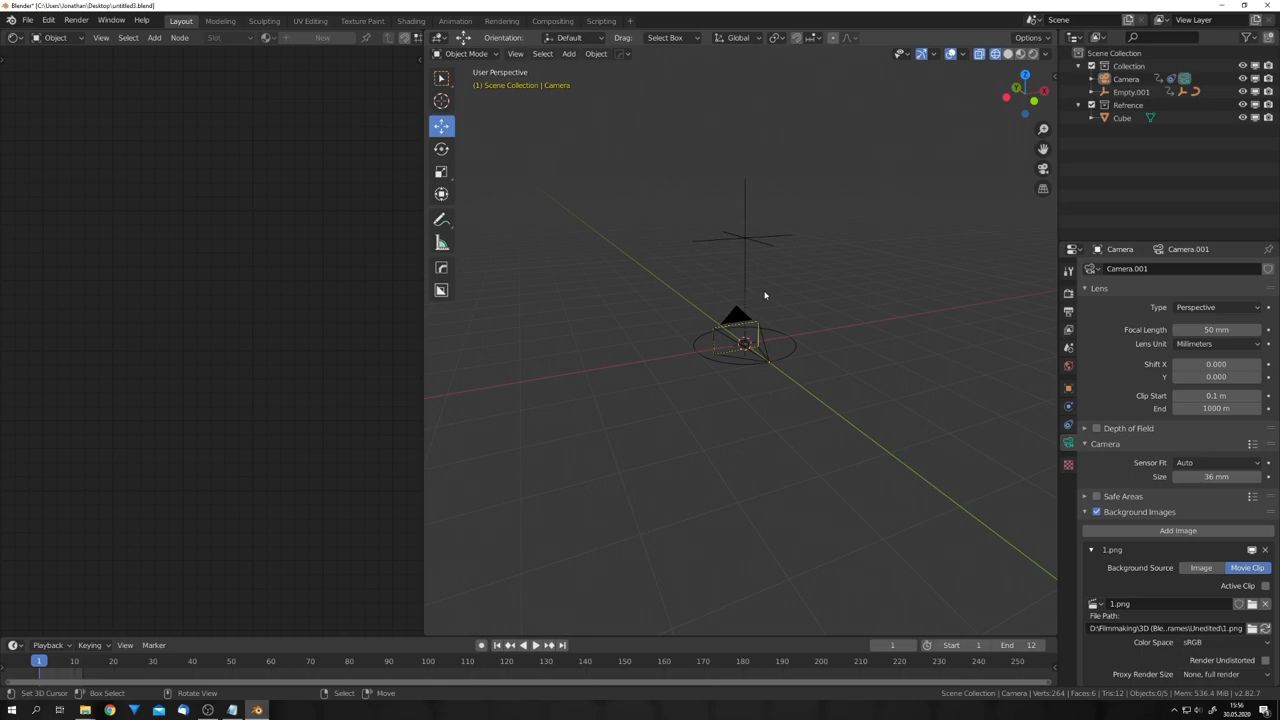 Blender* [C:\Users\Jonathan\Desktop\untitled3.blend]
File Edit Render Window Help Layout Modeling Sculpting UV Editing Texture Paint Shading Animation Rendering Compositing Scripting Scene View Layer
Object View Select Add Node Slot New Orientation: Default Drag: Select Box Global Options
Object Mode View Select Add Object
User Perspective
(1) Scene Collection | Camera
Z
Y
X
Scene Collection
Collection
Camera
Empty.001
Refrence
Cube
Camera Camera.001
Camera.001
Lens
Type Perspective
Focal Length 50 mm
Lens Unit Millimeters
Shift X 0.000
Y 0.000
Clip Start 0.1 m
End 1000 m
Depth of Field
Camera
Sensor Fit Auto
Size 36 mm
Safe Areas
Background Images
Add Image
1.png
Background Source Image Movie Clip
Active Clip
1.png
File Path:
D:\Filmmaking\3D (Ble..rames\Unedited\1.png
Color Space sRGB
Render Undistorted
Proxy Render Size None, full render
Playback Keying View Marker 1 Start 1 End 12
1 10 20 30 40 50 60 70 80 90 100 110 120 130 140 150 160 170 180 190 200 210 220 230 240 250
Set 3D Cursor Box Select Rotate View Select Move Scene Collection | Camera | Verts:264 | Faces:6 | Tris:12 | Objects:0/5 | Mem: 536.4 MiB | v2.82.7
15:56
30.05.2020